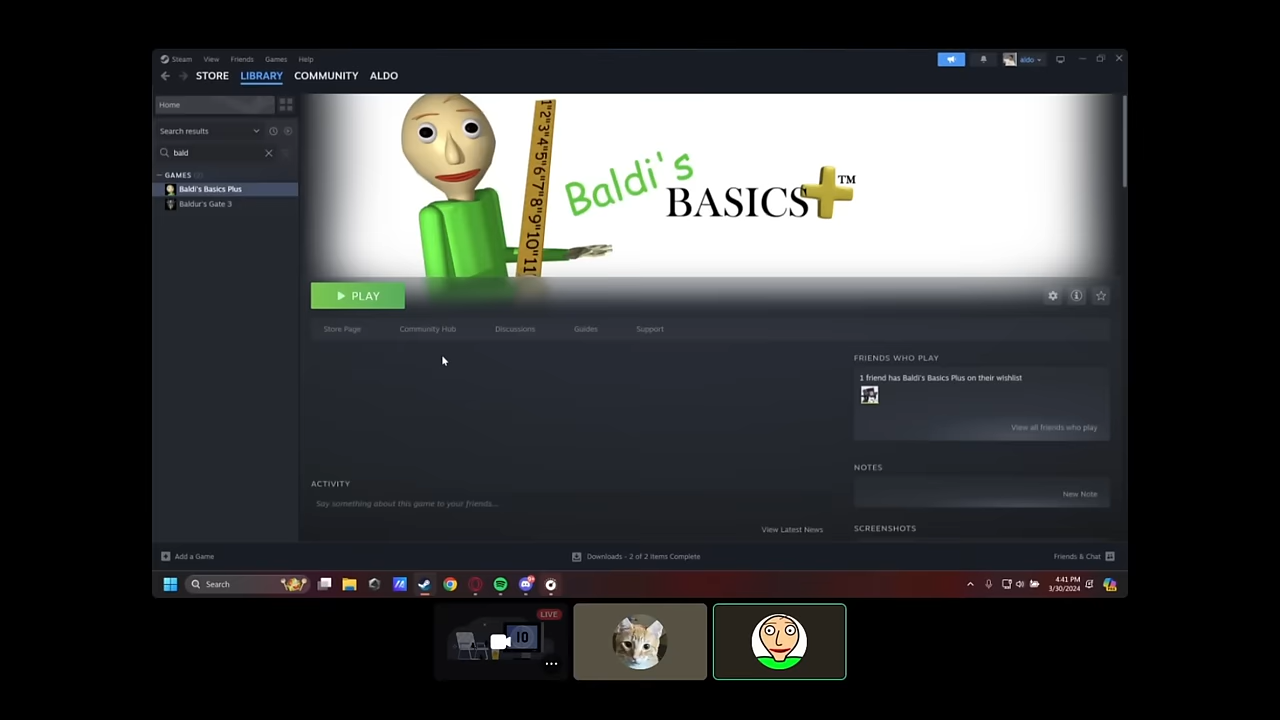 Steam View Friends Games Help
aldo
STORE LIBRARY COMMUNITY ALDO
Home
Search results
bald
GAMES
Baldi's Basics Plus
Baldur's Gate 3
1" 2" 3" 4" 5" 6" 7" 8" 9" 10" 11
Baldi's
BASICS+™
PLAY
Store Page Community Hub Discussions Guides Support
FRIENDS WHO PLAY
1 friend has Baldi's Basics Plus on their wishlist
View all friends who play
NOTES
New Note
ACTIVITY
Say something about this game to your friends...
View Latest News
SCREENSHOTS
Add a Game
Downloads - 2 of 2 Items Complete
Friends & Chat
Search
4:41 PM
3/30/2024
LIVE
10